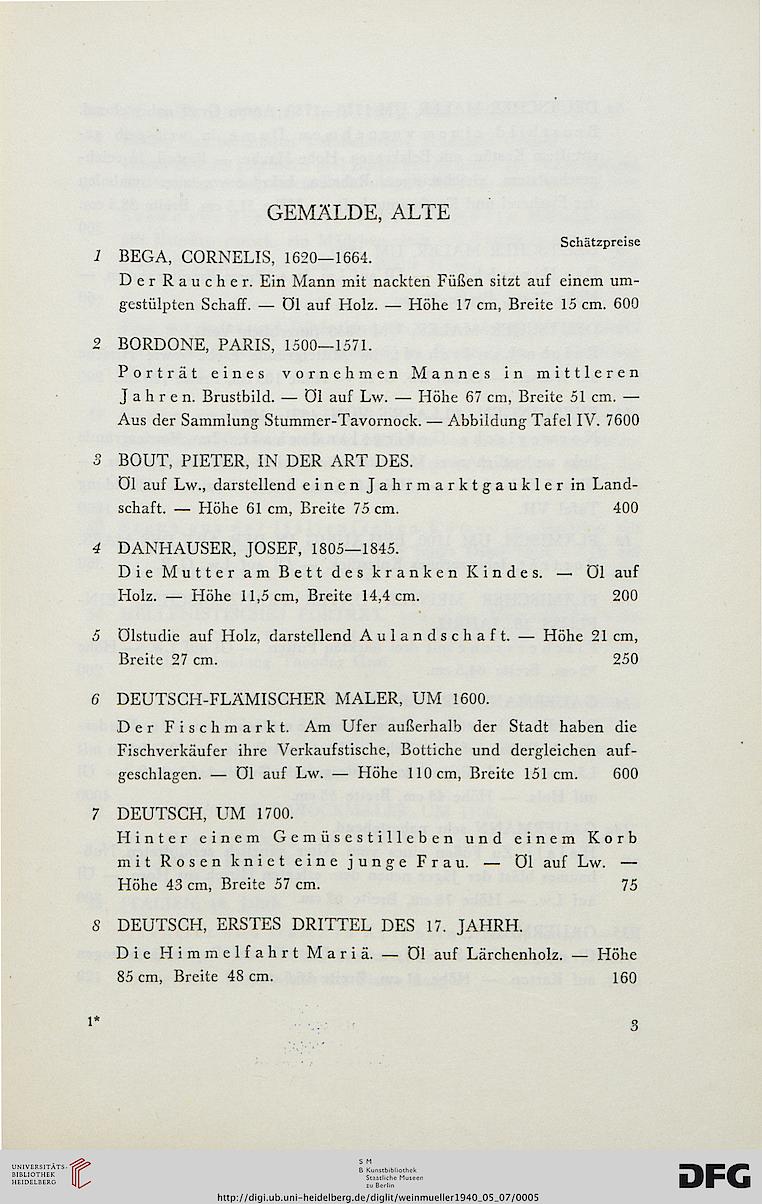 GEMÄLDE, ALTE
Schätzpreise
1 BEGA, CORNELIS, 1620—1664.
Der Raucher. Ein Mann mit nackten Füßen sitzt auf einem um-
gestülpten Schaff. — Öl auf Holz. — Höhe 17 cm, Breite 15 cm. 600
2 BORDONE, PARIS, 1500—1571.
Porträt eines vornehmen Mannes in mittleren
Jahren. Brustbild. — Öl auf Lw. — Höhe 67 cm, Breite 51 cm. —
Aus der Sammlung Stummer-Tavornock. — Abbildung Tafel IV. 7600
3 BOUT, PIETER, IN DER ART DES.
Öl auf Lw., darstellend einen Jahrmarktgaukler in Land-
schaft. — Höhe 61 cm, Breite 75 cm. 400
4 DANHAUSER, JOSEF, 1805—1845.
Die Mutter am Bett des kranken Kindes. — Öl auf
Holz. — Höhe 11,5 cm, Breite 14,4 cm. 200
5 Ölstudie auf Holz, darstellend Aulandschaft. — Höhe 21 cm,
Breite 27 cm. 250
6 DEUTSCH-FLÄMISCHER MALER, UM 1600.
Der Fischmarkt. Am Ufer außerhalb der Stadt haben die
Fischverkäufer ihre Verkaufstische, Bottiche und dergleichen auf-
geschlagen. — Öl auf Lw. — Höhe 110 cm, Breite 151 cm. 600
7 DEUTSCH, UM 1700.
Hinter einem Gemüsestilleben und einem Korb
mit Rosen kniet eine junge Frau. — Öl auf Lw. —
Höhe 43 cm, Breite 57 cm. 75
8 DEUTSCH, ERSTES DRITTEL DES 17. JAHRH.
Die Himmelfahrt Mariä. — Öl auf Lärchenholz. — Höhe
85 cm, Breite 48 cm. 160
1* 3
UNIVERSITÄTS-
BIBLIOTHEK
HEIDELBERG
S M
B Kunstbibliothek
Staatliche Museen
zu Berlin
DFG
http://digi.ub.uni-heidelberg.de/diglit/weinmueller1940_05_07/0005